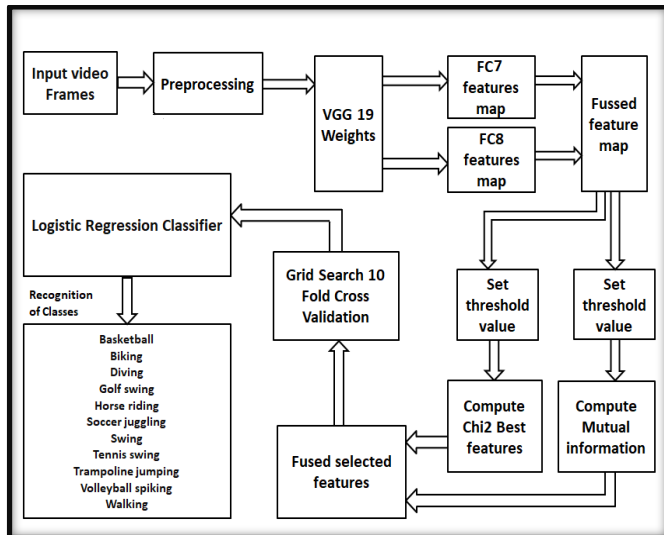 Input video
Frames
Preprocessing
VGG 19
Weights
FC7
features
map
FC8
features
map
Fussed
feature
map
Set
threshold
value
Set
threshold
value
Compute
Chi2 Best
features
Compute
Mutual
information
Fused selected
features
Grid Search 10
Fold Cross
Validation
Logistic Regression Classifier
Recognition
of Classes
Basketball
Biking
Diving
Golf swing
Horse riding
Soccer juggling
Swing
Tennis swing
Trampoline jumping
Volleyball spiking
Walking